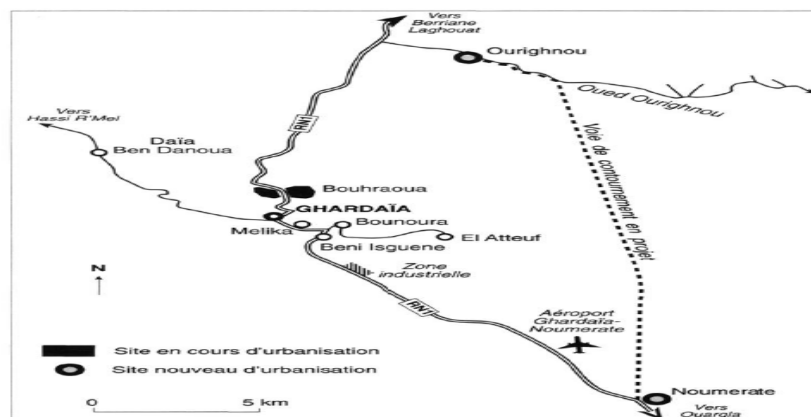 Vers
Berriane
Laghouat
Ourighnou
Oued Ourighnou
Vers
Hassi R'Mel
Daïa
Ben Danoua
RN1
Voie de contournement en projet
Bouhraoua
GHARDAÏA
Bounoura
Melika
El Atteuf
Beni Isguene
Zone
industrielle
N
RN1
Aéroport
Ghardaïa-
Noumerate
Site en cours d'urbanisation
Site nouveau d'urbanisation
Noumerate
0 5 km
Vers
Ouargla